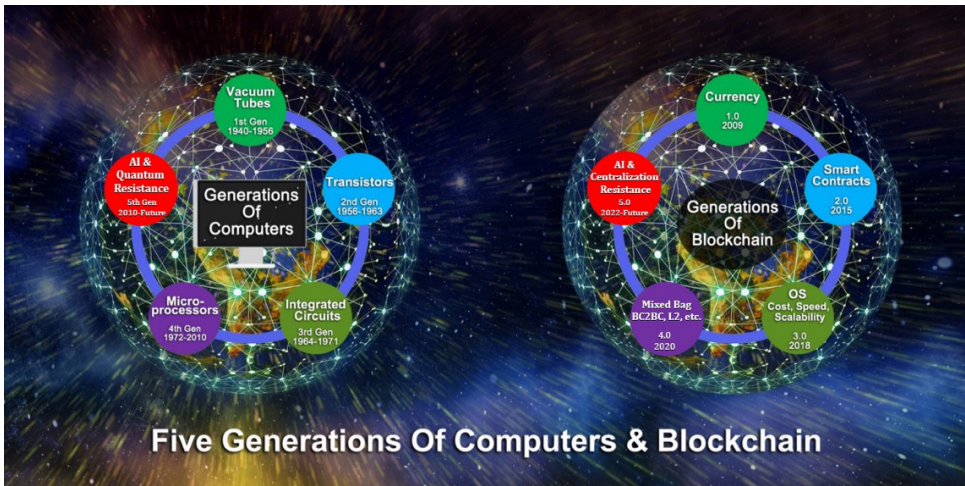 Vacuum
Tubes
1st Gen
1940-1956
Transistors
2nd Gen
1956-1963
Integrated
Circuits
3rd Gen
1964-1971
Micro-
processors
4th Gen
1972-2010
AI &
Quantum
Resistance
5th Gen
2010-Future
Generations
Of
Computers
Currency
1.0
2009
Smart
Contracts
2.0
2015
OS
Cost, Speed,
Scalability
3.0
2018
Mixed Bag
BC2BC, L2, etc.
4.0
2020
AI &
Centralization
Resistance
5.0
2022-Future
Generations
Of
Blockchain
Five Generations Of Computers & Blockchain